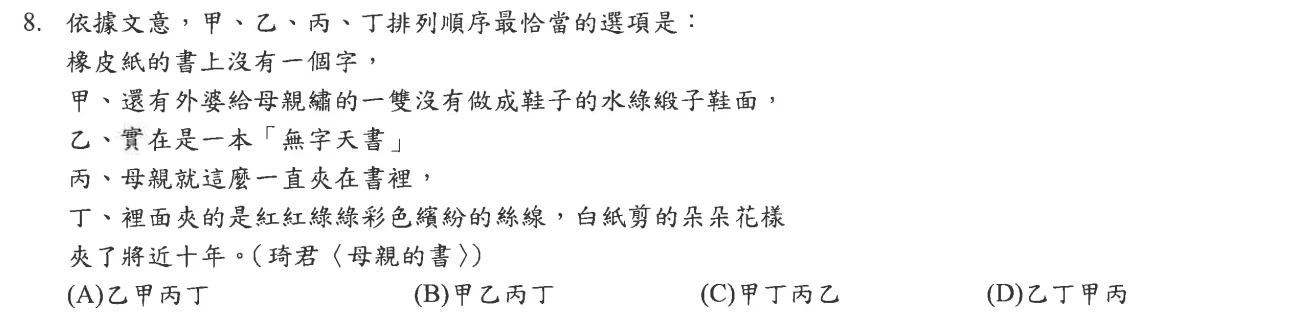 8. 依據文意，甲、乙、丙、丁排列順序最恰當的選項是：
橡皮紙的書上沒有一個字，
甲、還有外婆給母親繡的一雙沒有做成鞋子的水綠緞子鞋面，
乙、實在是一本「無字天書」
丙、母親就這麼一直夾在書裡，
丁、裡面夾的是紅紅綠綠彩色繽紛的絲線，白紙剪的朵朵花樣
夾了將近十年。(琦君〈母親的書〉)
(A)乙甲丙丁 (B)甲乙丙丁 (C)甲丁丙乙 (D)乙丁甲丙